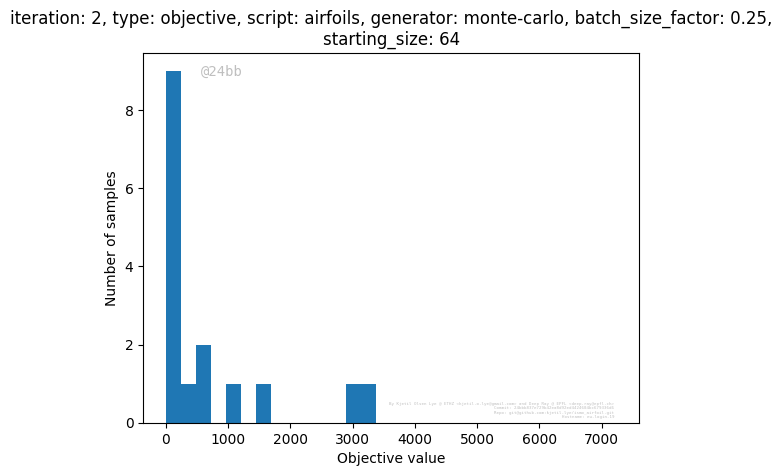 iteration: 2, type: objective, script: airfoils, generator: monte-carlo, batch_size_factor: 0.25,
starting_size: 64
@24bb
8
6
4
2
0
Number of samples
0 1000 2000 3000 4000 5000 6000 7000
Objective value